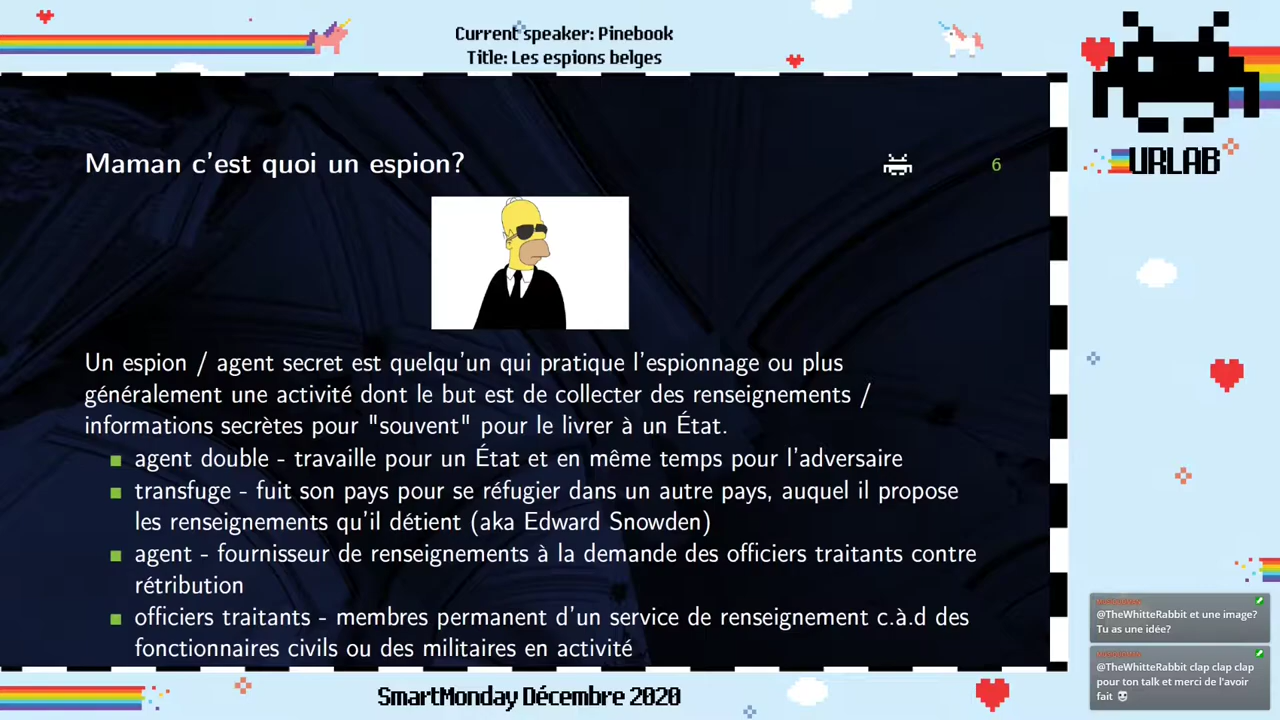 Current speaker: Pinebook
Title: Les espions belges
URLAB
Maman c'est quoi un espion?
6
Un espion / agent secret est quelqu'un qui pratique l'espionnage ou plus
généralement une activité dont le but est de collecter des renseignements /
informations secrètes pour "souvent" pour le livrer à un État.
agent double - travaille pour un État et en même temps pour l'adversaire
transfuge - fuit son pays pour se réfugier dans un autre pays, auquel il propose
les renseignements qu'il détient (aka Edward Snowden)
agent - fournisseur de renseignements à la demande des officiers traitants contre
rétribution
officiers traitants - membres permanent d'un service de renseignement c.à.d des
fonctionnaires civils ou des militaires en activité
@TheWhitteRabbit et une image?
Tu as une idée?
@TheWhitteRabbit clap clap clap
pour ton talk et merci de l'avoir
fait
SmartMonday Décembre 2020